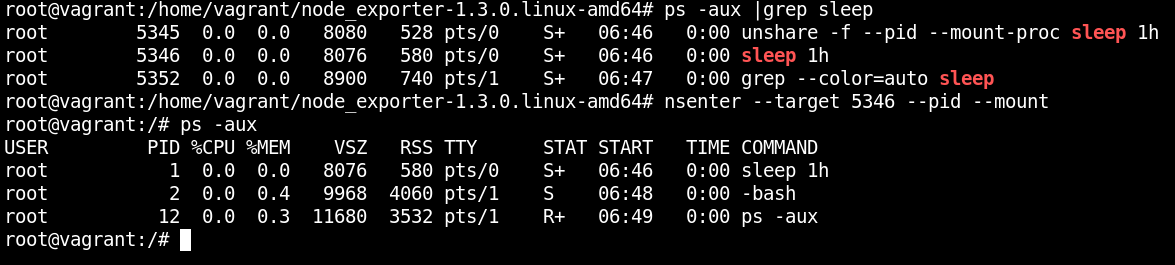 root@vagrant:/home/vagrant/node_exporter-1.3.0.linux-amd64# ps -aux |grep sleep
root        5345  0.0  0.0   8080   528 pts/0    S+   06:46   0:00 unshare -f --pid --mount-proc sleep 1h
root        5346  0.0  0.0   8076   580 pts/0    S+   06:46   0:00 sleep 1h
root        5352  0.0  0.0   8900   740 pts/1    S+   06:47   0:00 grep --color=auto sleep
root@vagrant:/home/vagrant/node_exporter-1.3.0.linux-amd64# nsenter --target 5346 --pid --mount
root@vagrant:/# ps -aux
USER         PID %CPU %MEM    VSZ   RSS TTY      STAT START   TIME COMMAND
root           1  0.0  0.0   8076   580 pts/0    S+   06:46   0:00 sleep 1h
root           2  0.0  0.4   9968  4060 pts/1    S    06:48   0:00 -bash
root          12  0.0  0.3  11680  3532 pts/1    R+   06:49   0:00 ps -aux
root@vagrant:/#